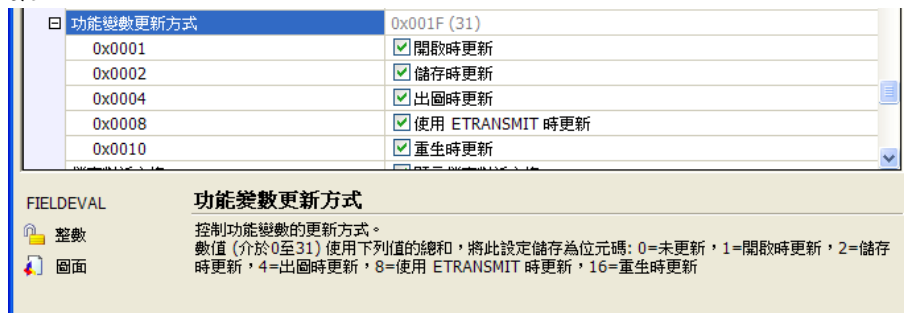 功能變數更新方式 0x001F (31)
0x0001 開啟時更新
0x0002 儲存時更新
0x0004 出圖時更新
0x0008 使用 ETRANSMIT 時更新
0x0010 重生時更新
FIELDEVAL 功能變數更新方式
整數 控制功能變數的更新方式。
數值 (介於0至31) 使用下列值的總和，將此設定儲存為位元碼: 0=未更新，1=開啟時更新，2=儲存
圖面 時更新，4=出圖時更新，8=使用 ETRANSMIT 時更新，16=重生時更新